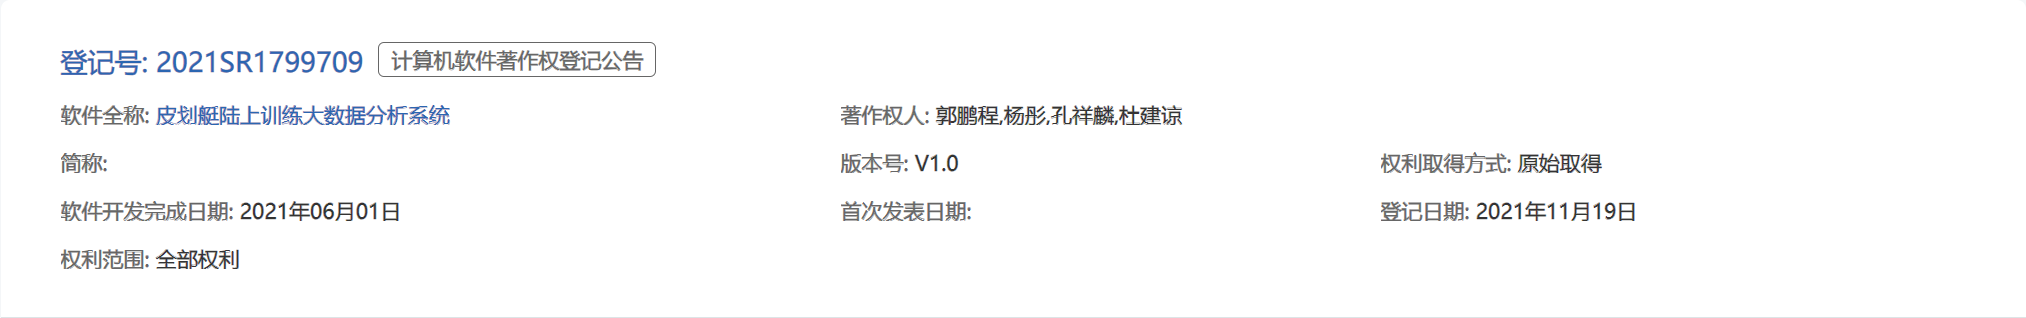 登记号: 2021SR1799709 计算机软件著作权登记公告
软件全称: 皮划艇陆上训练大数据分析系统 著作权人: 郭鹏程,杨彤,孔祥麟,杜建谅
简称: 版本号: V1.0 权利取得方式: 原始取得
软件开发完成日期: 2021年06月01日 首次发表日期: 登记日期: 2021年11月19日
权利范围: 全部权利